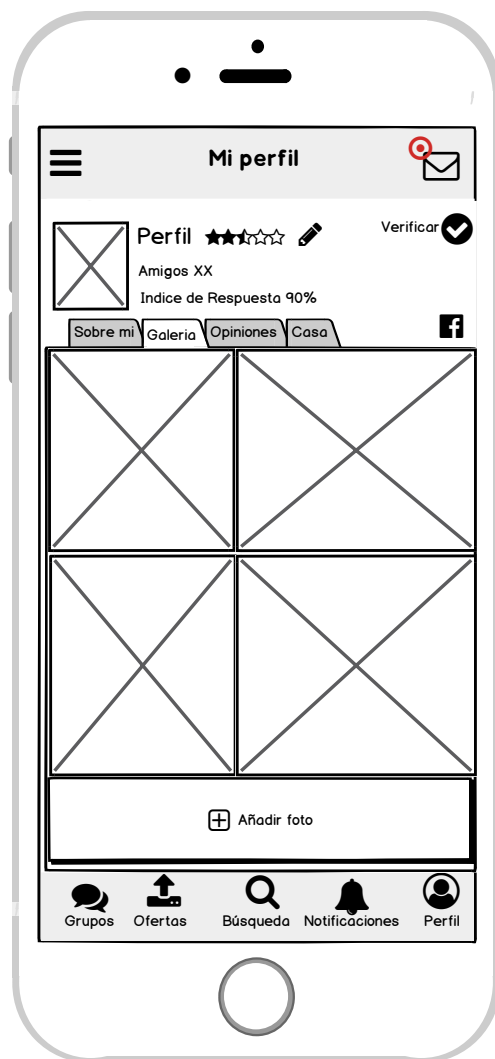 Mi perfil
Perfil
Verificar
Amigos XX
Indice de Respuesta 90%
Sobre mi Galeria Opiniones Casa
Añadir foto
Grupos Ofertas Búsqueda Notificaciones Perfil